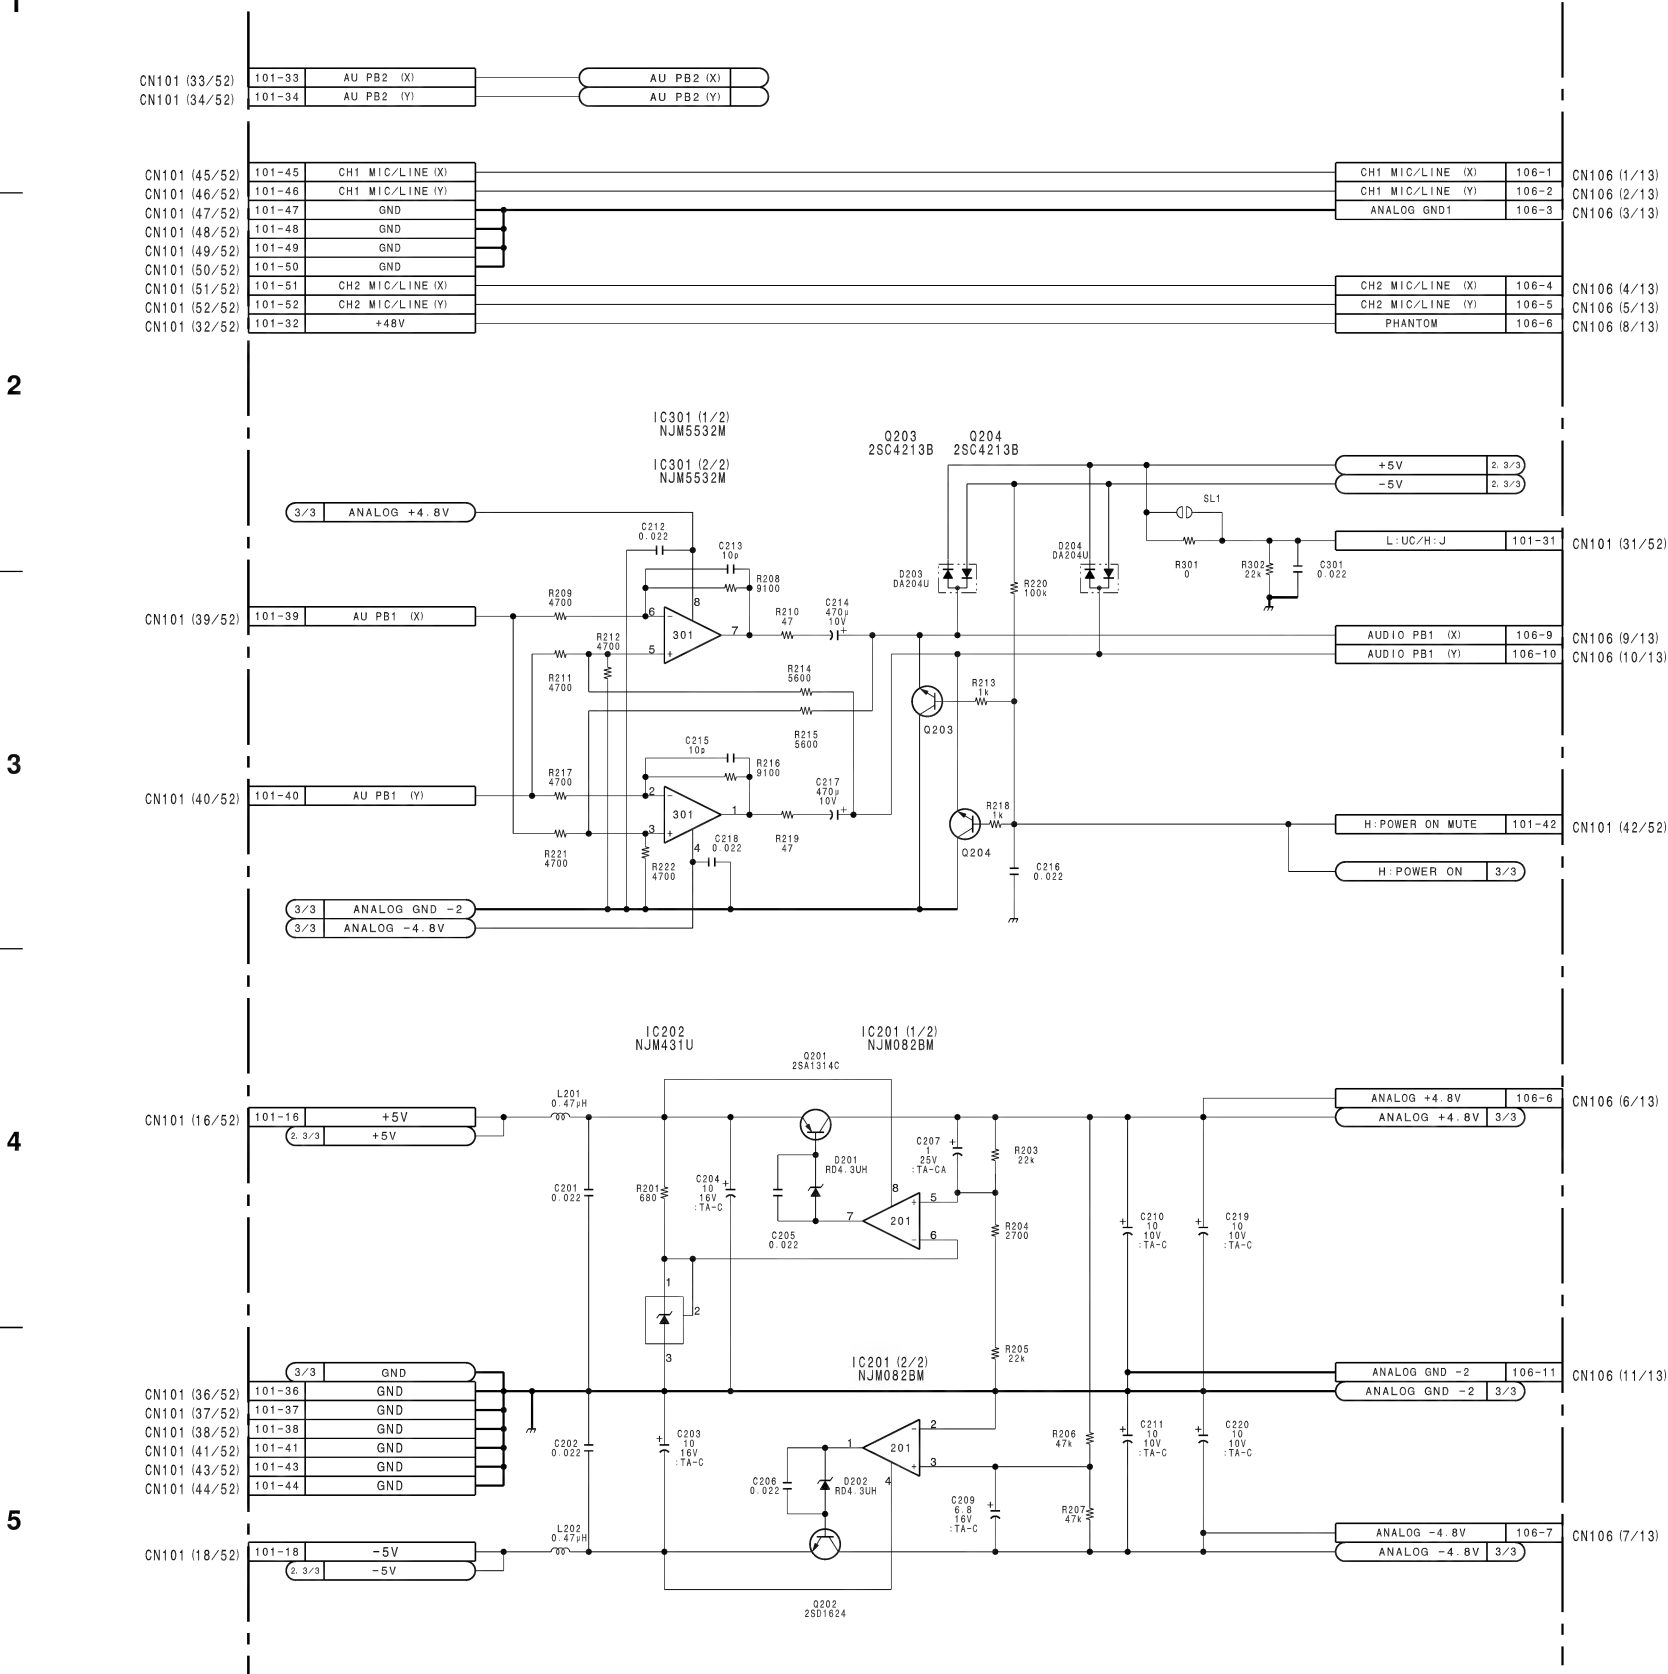 1
CN101 (33/52) 101-33 AU PB2 (X) AU PB2 (X)
CN101 (34/52) 101-34 AU PB2 (Y) AU PB2 (Y)
CN101 (45/52) 101-45 CH1 MIC/LINE (X) CH1 MIC/LINE (X) 106-1 CN106 (1/13)
CN101 (46/52) 101-46 CH1 MIC/LINE (Y) CH1 MIC/LINE (Y) 106-2 CN106 (2/13)
CN101 (47/52) 101-47 GND ANALOG GND1 106-3 CN106 (3/13)
CN101 (48/52) 101-48 GND
CN101 (49/52) 101-49 GND
CN101 (50/52) 101-50 GND
CN101 (51/52) 101-51 CH2 MIC/LINE (X) CH2 MIC/LINE (X) 106-4 CN106 (4/13)
CN101 (52/52) 101-52 CH2 MIC/LINE (Y) CH2 MIC/LINE (Y) 106-5 CN106 (5/13)
CN101 (32/52) 101-32 +48V PHANTOM 106-6 CN106 (8/13)
2
IC301 (1/2)
NJM5532M
IC301 (2/2)
NJM5532M
Q203
2SC4213B
Q204
2SC4213B
+5V 2. 3/3
-5V 2. 3/3
SL1
3/3 ANALOG +4.8V
C212
0.022
C213
10p
R208
9100
D203
DA204U
D204
DA204U
R220
100k
R301
0
R302
22k
C301
0.022
L:UC/H:J 101-31 CN101 (31/52)
R209
4700
8
CN101 (39/52) 101-39 AU PB1 (X)
R212
4700
6
-
5
+
301
7
R210
47
C214
470µ
10V
+
AUDIO PB1 (X) 106-9 CN106 (9/13)
AUDIO PB1 (Y) 106-10 CN106 (10/13)
R211
4700
R214
5600
R213
1k
Q203
R215
5600
3
C215
10p
R216
9100
R217
4700
C217
470µ
10V
+
CN101 (40/52) 101-40 AU PB1 (Y)
2
-
3
+
301
1
4
C218
0.022
R219
47
R218
1k
Q204
H:POWER ON MUTE 101-42 CN101 (42/52)
H:POWER ON 3/3
R221
4700
R222
4700
C216
0.022
3/3 ANALOG GND -2
3/3 ANALOG -4.8V
IC202
NJM431U
IC201 (1/2)
NJM082BM
Q201
2SA1314C
L201
0.47µH
ANALOG +4.8V 106-6 CN106 (6/13)
CN101 (16/52) 101-16 +5V ANALOG +4.8V 3/3
2. 3/3 +5V
4
C201
0.022
R201
680
C204
10
16V
:TA-C
+
D201
RD4.3UH
C205
0.022
C207
1
25V
:TA-CA
+
R203
22k
8
7
201
5
+
6
-
R204
2700
C210
10
10V
:TA-C
+
C219
10
10V
:TA-C
+
1
2
3
R205
22k
IC201 (2/2)
NJM082BM
3/3 GND ANALOG GND -2 106-11 CN106 (11/13)
CN101 (36/52) 101-36 GND ANALOG GND -2 3/3
CN101 (37/52) 101-37 GND
CN101 (38/52) 101-38 GND
CN101 (41/52) 101-41 GND
CN101 (43/52) 101-43 GND
CN101 (44/52) 101-44 GND
C202
0.022
C203
10
16V
:TA-C
+
1
201
2
-
3
+
4
R206
47k
C211
10
10V
:TA-C
+
C220
10
10V
:TA-C
+
C206
0.022
D202
RD4.3UH
C209
6.8
16V
:TA-C
+
R207
47k
5
L202
0.47µH
ANALOG -4.8V 106-7 CN106 (7/13)
CN101 (18/52) 101-18 -5V ANALOG -4.8V 3/3
2. 3/3 -5V
Q202
2SD1624